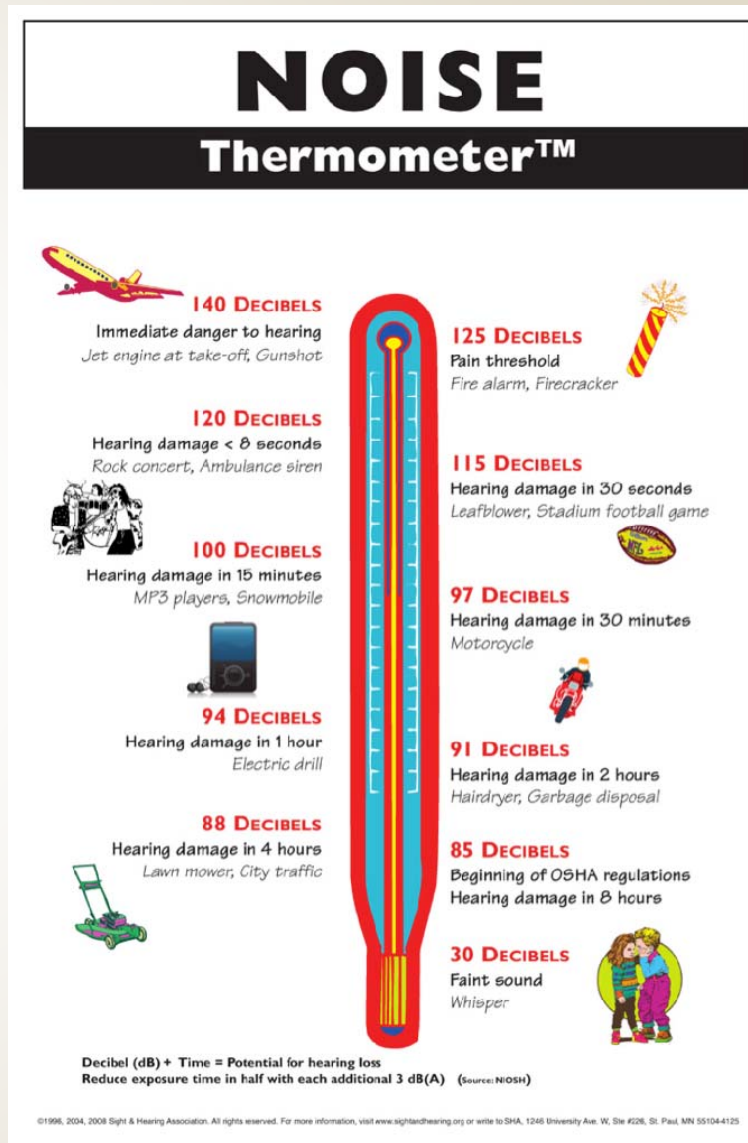 NOISE
Thermometer™
140 DECIBELS
Immediate danger to hearing
Jet engine at take-off, Gunshot
125 DECIBELS
Pain threshold
Fire alarm, Firecracker
120 DECIBELS
Hearing damage < 8 seconds
Rock concert, Ambulance siren
115 DECIBELS
Hearing damage in 30 seconds
Leafblower, Stadium football game
100 DECIBELS
Hearing damage in 15 minutes
MP3 players, Snowmobile
97 DECIBELS
Hearing damage in 30 minutes
Motorcycle
94 DECIBELS
Hearing damage in 1 hour
Electric drill
91 DECIBELS
Hearing damage in 2 hours
Hairdryer, Garbage disposal
88 DECIBELS
Hearing damage in 4 hours
Lawn mower, City traffic
85 DECIBELS
Beginning of OSHA regulations
Hearing damage in 8 hours
30 DECIBELS
Faint sound
Whisper
Decibel (dB) + Time = Potential for hearing loss
Reduce exposure time in half with each additional 3 dB(A) (Source: NIOSH)
©1998, 2004, 2008 Sight & Hearing Association. All rights reserved. For more information, visit www.sightandhearing.org or write to SHA, 1246 University Ave. W, Ste #226, St. Paul, MN 55104-4125